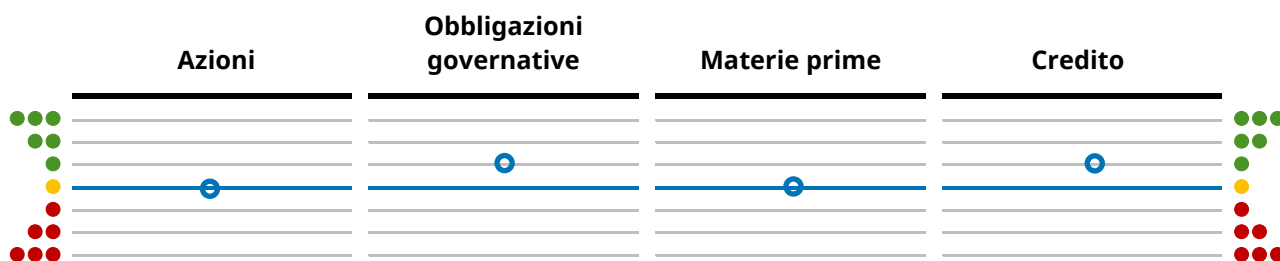 Azioni
Obbligazioni
governative
Materie prime
Credito